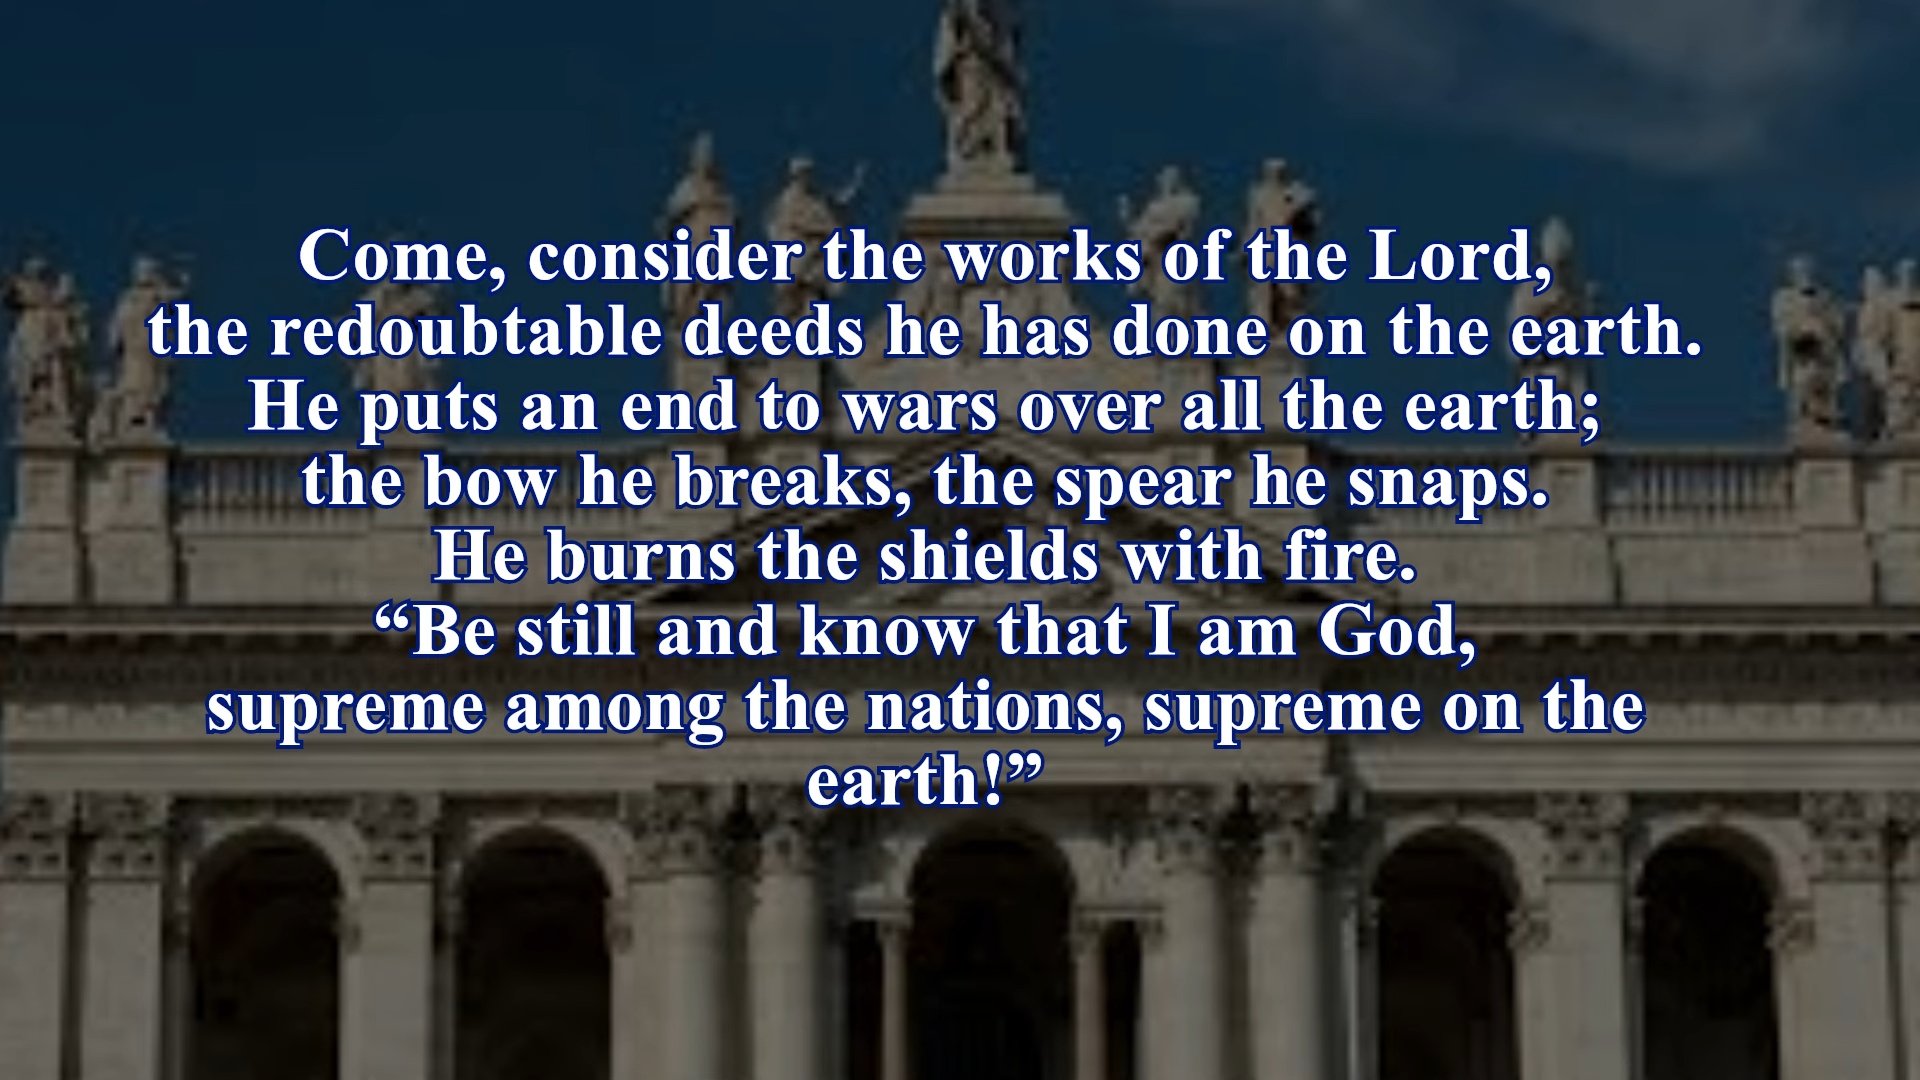 Come, consider the works of the Lord,
the redoubtable deeds he has done on the earth.
He puts an end to wars over all the earth;
the bow he breaks, the spear he snaps.
He burns the shields with fire.
“Be still and know that I am God,
supreme among the nations, supreme on the
earth!”